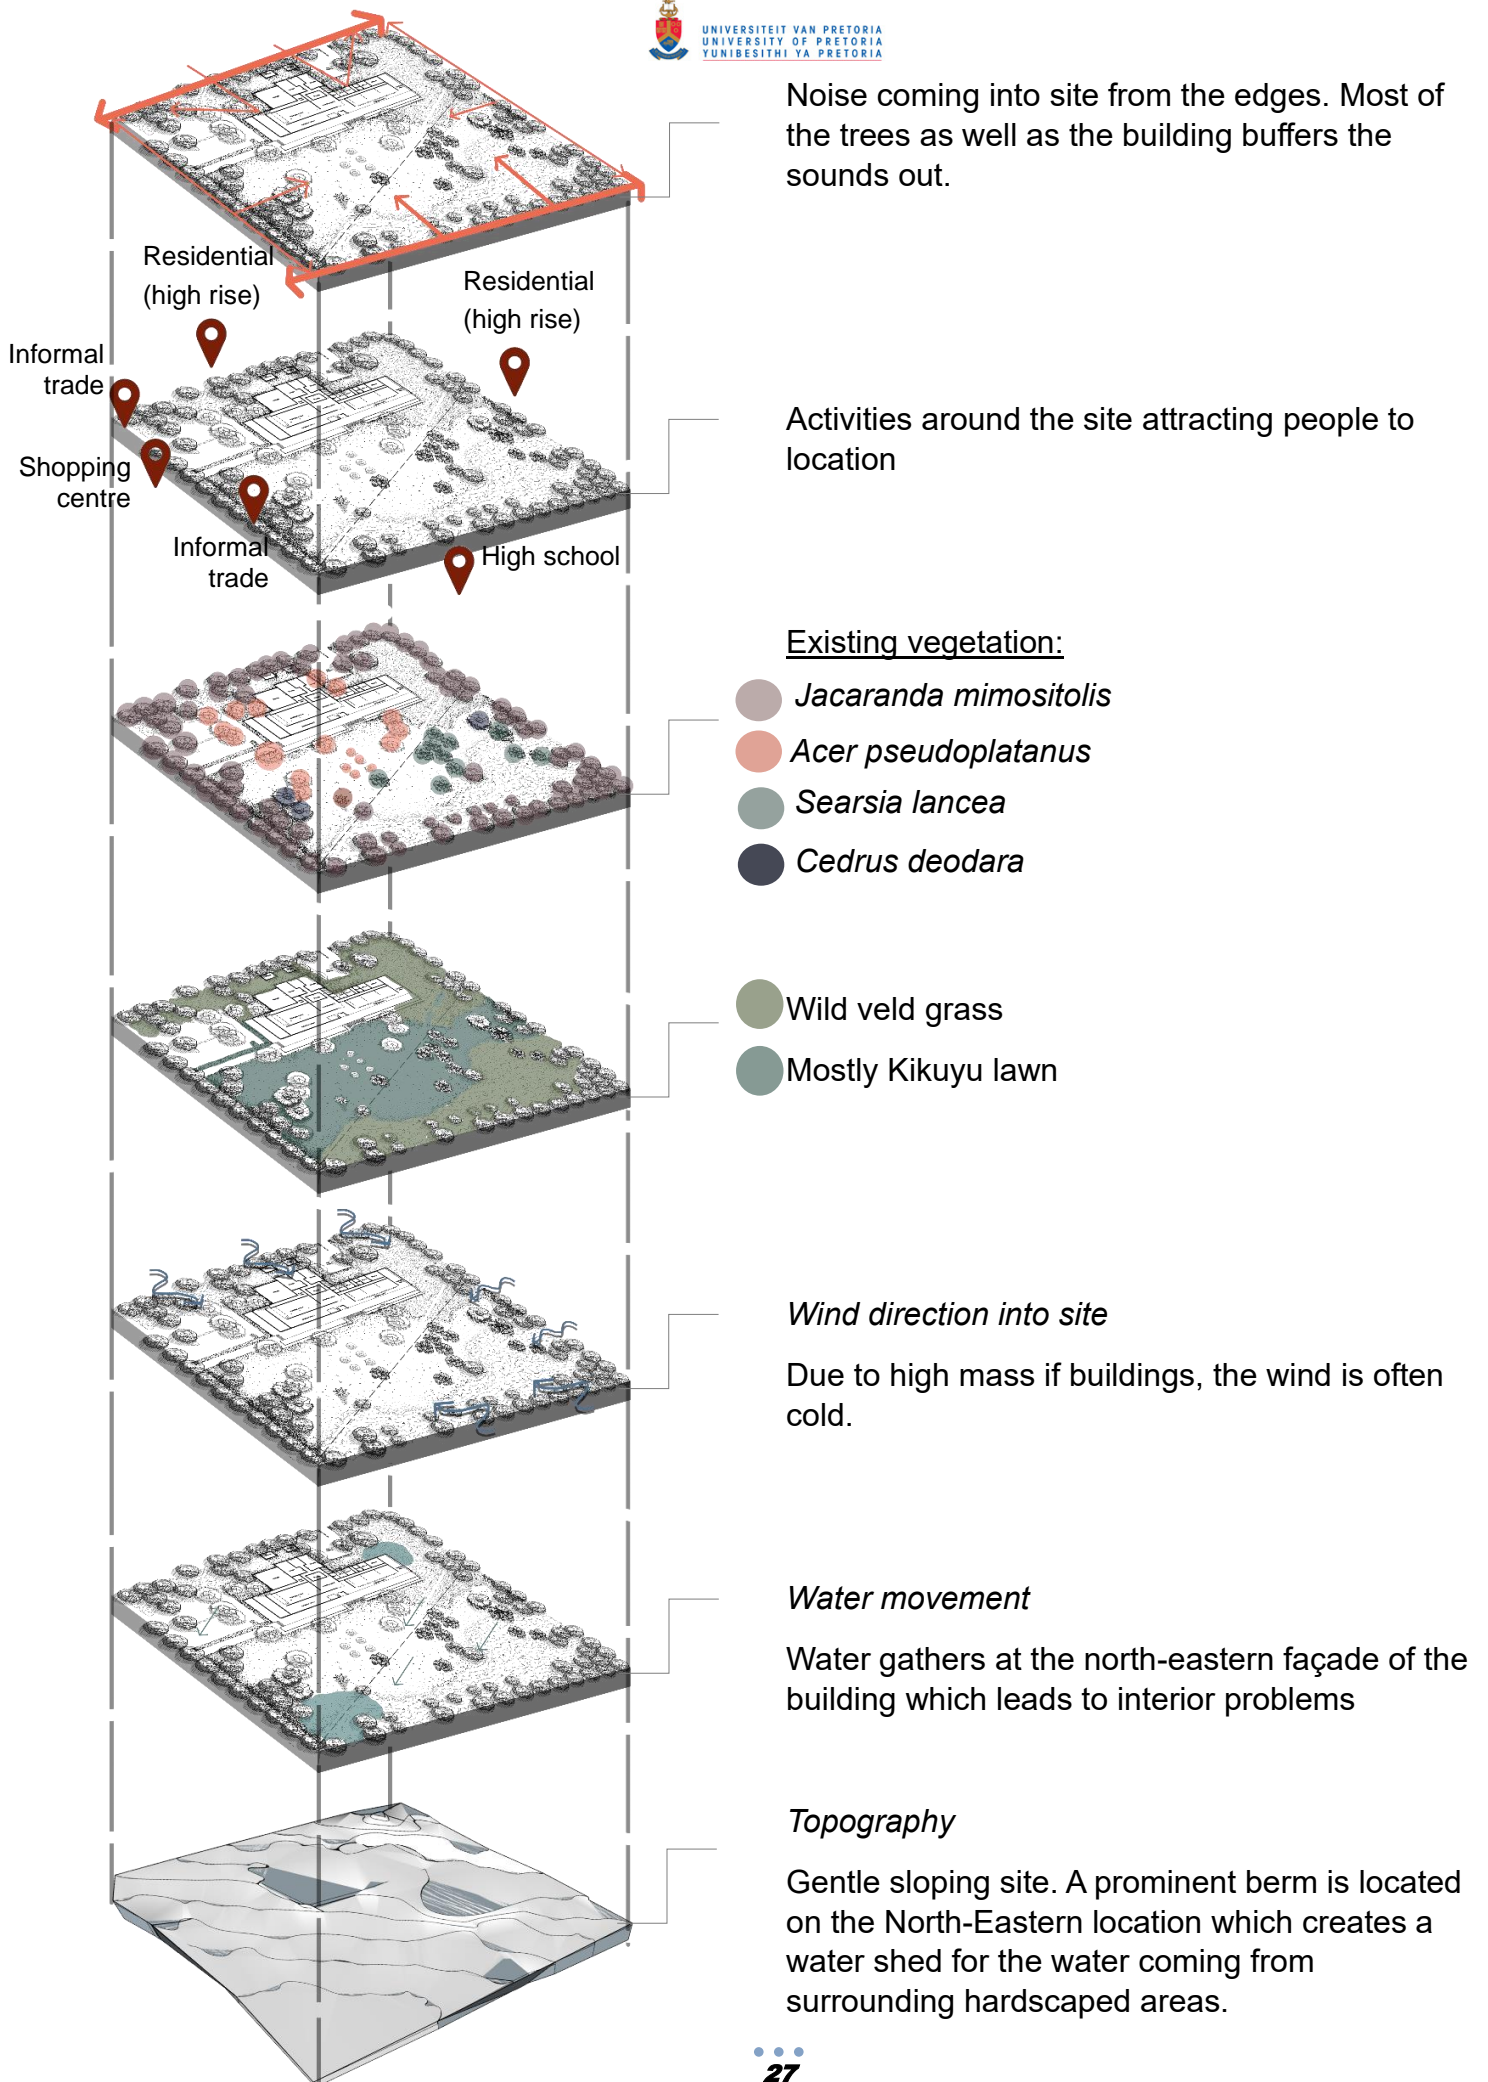 UNIVERSITEIT VAN PRETORIA
UNIVERSITY OF PRETORIA
YUNIBESITHI YA PRETORIA
Noise coming into site from the edges. Most of
the trees as well as the building buffers the
sounds out.
Residential
(high rise)
Residential
(high rise)
Informal
trade
Shopping
centre
Informal
trade
High school
Activities around the site attracting people to
location
Existing vegetation:
Jacaranda mimositolis
Acer pseudoplatanus
Searsia lancea
Cedrus deodara
Wild veld grass
Mostly Kikuyu lawn
Wind direction into site
Due to high mass if buildings, the wind is often
cold.
Water movement
Water gathers at the north-eastern façade of the
building which leads to interior problems
Topography
Gentle sloping site. A prominent berm is located
on the North-Eastern location which creates a
water shed for the water coming from
surrounding hardscaped areas.
27